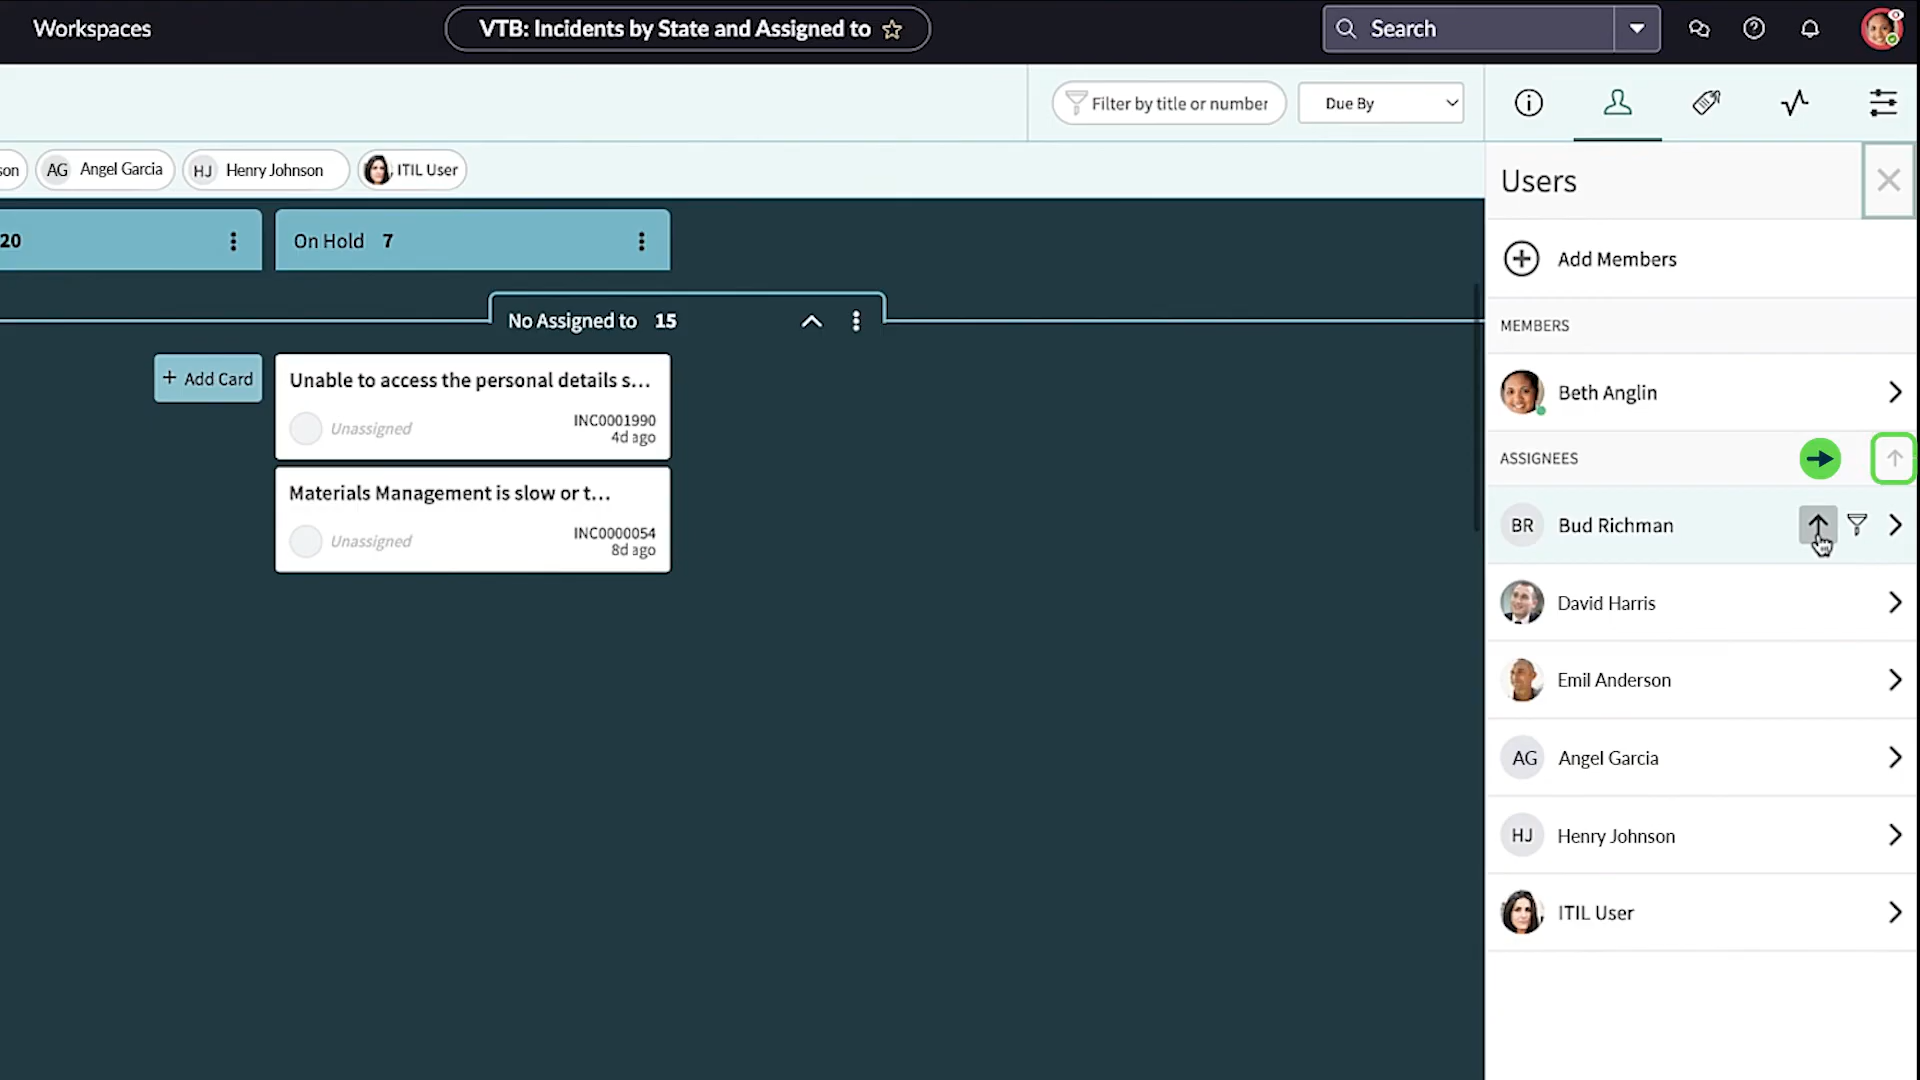 Workspaces
VTB: Incidents by State and Assigned to
Search
Filter by title or number
Due By
son
AG Angel Garcia
HJ Henry Johnson
ITIL User
20
On Hold 7
No Assigned to 15
+ Add Card
Unable to access the personal details s...
Unassigned
INC0001990
4d ago
Materials Management is slow or t...
Unassigned
INC0000054
8d ago
Users
Add Members
MEMBERS
Beth Anglin
ASSIGNEES
BR Bud Richman
David Harris
Emil Anderson
AG Angel Garcia
HJ Henry Johnson
ITIL User